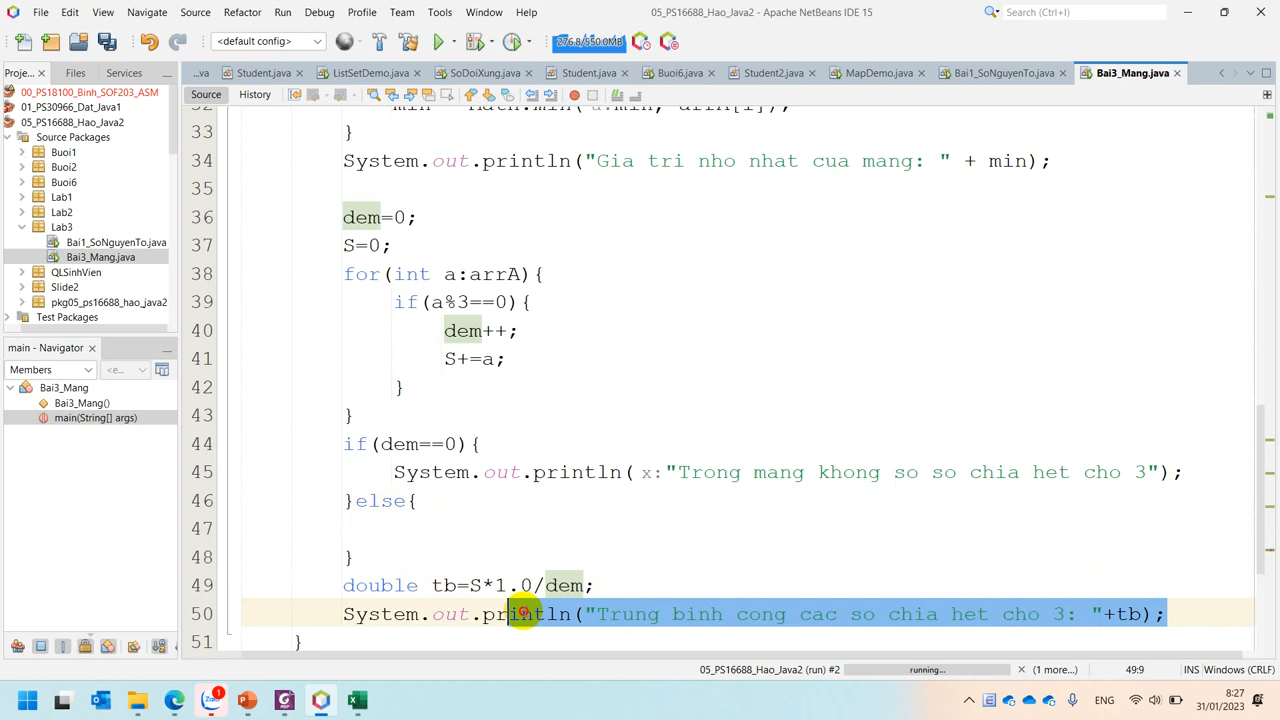 File Edit View Navigate Source Refactor Run Debug Profile Team Tools Window Help
05_PS16688_Hao_Java2 - Apache NetBeans IDE 15
Search (Ctrl+I)
<default config>
276.8/550.0MB
Proje... Files Services
...va Student.java ListSetDemo.java SoDoXung.java Student.java Buoi6.java Student2.java MapDemo.java Bai1_SoNguyenTo.java Bai3_Mang.java
Source History
00_PS18100_Binh_SOF203_ASM
01_PS30966_Dat_Java1
05_PS16688_Hao_Java2
Source Packages
Buoi1
Buoi2
Buoi6
Lab1
Lab2
Lab3
Bai1_SoNguyenTo.java
Bai3_Mang.java
QLSinhVien
Slide2
pkg05_ps16688_hao_java2
Test Packages
main - Navigator
Members <e...
Bai3_Mang
Bai3_Mang()
main(String[] args)
33 }
34 System.out.println("Gia tri nho nhat cua mang: " + min);
35
36 dem=0;
37 S=0;
38 for(int a:arrA){
39 if(a%3==0){
40 dem++;
41 S+=a;
42 }
43 }
44 if(dem==0){
45 System.out.println( x:"Trong mang khong so so chia het cho 3");
46 }else{
47
48 }
49 double tb=S*1.0/dem;
50 System.out.println("Trung binh cong cac so chia het cho 3: "+tb);
51 }
05_PS16688_Hao_Java2 (run) #2 running... (1 more...) 49:9 INS Windows (CRLF)
1
ENG
8:27
31/01/2023